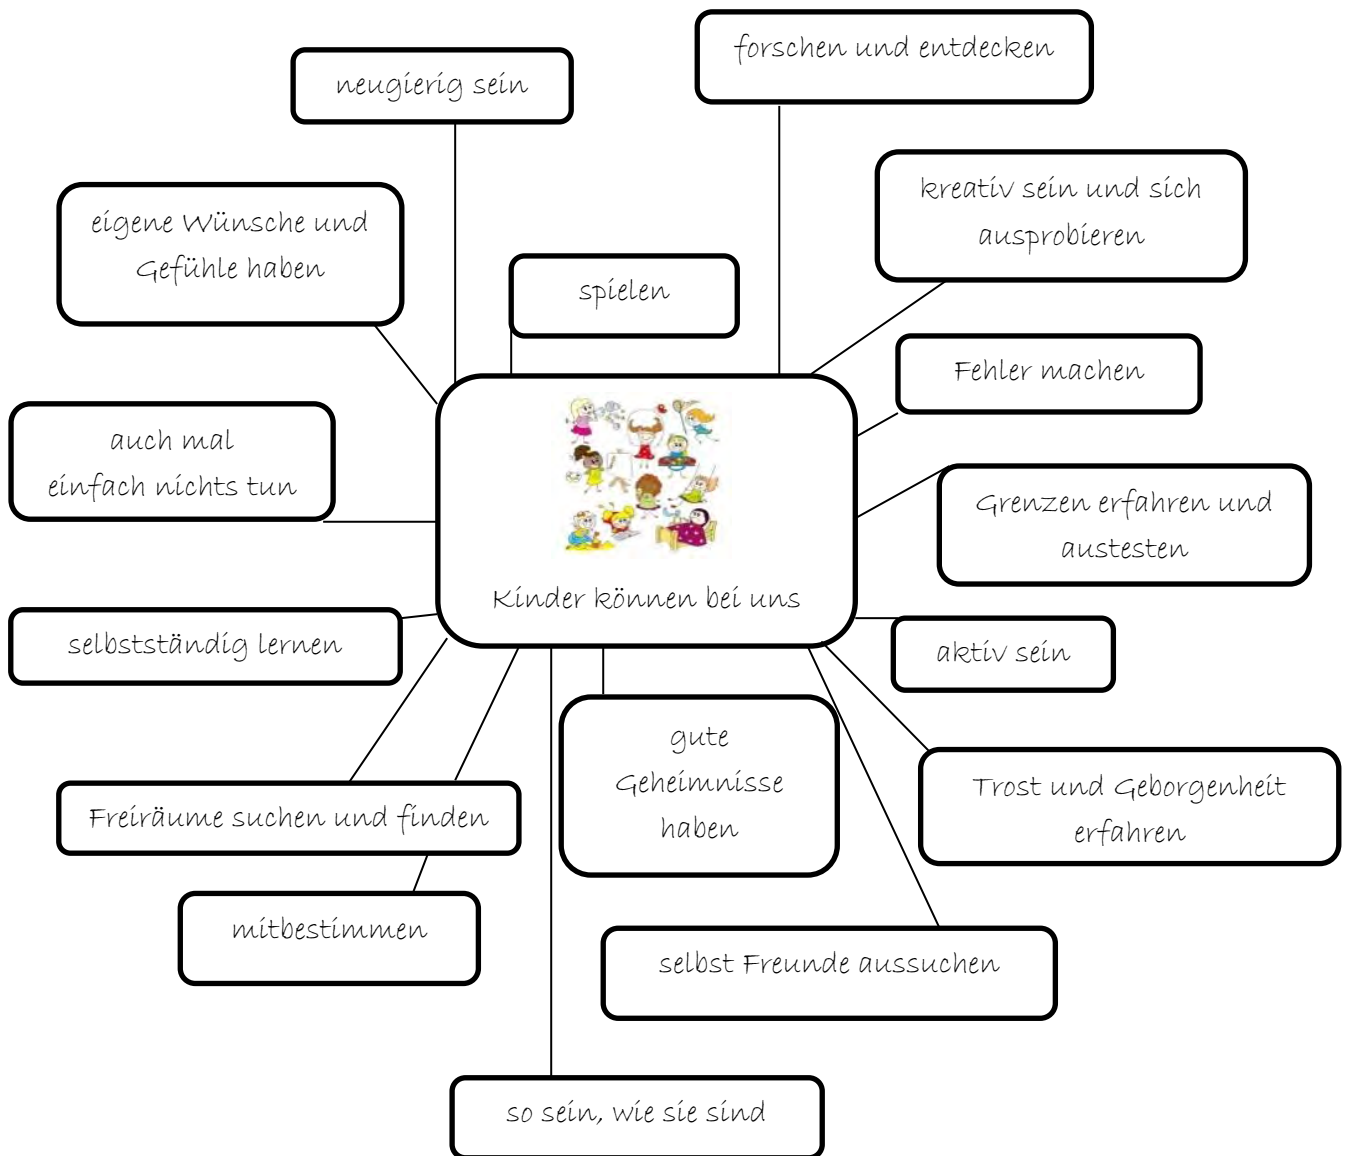 forschen und entdecken
neugierig sein
kreativ sein und sich
ausprobieren
eigene Wünsche und
Gefühle haben
spielen
Fehler machen
auch mal
einfach nichts tun
Grenzen erfahren und
austesten
Kinder können bei uns
selbstständig lernen
aktiv sein
gute
Geheimnisse
haben
Trost und Geborgenheit
erfahren
Freiräume suchen und finden
mitbestimmen
selbst Freunde aussuchen
so sein, wie sie sind